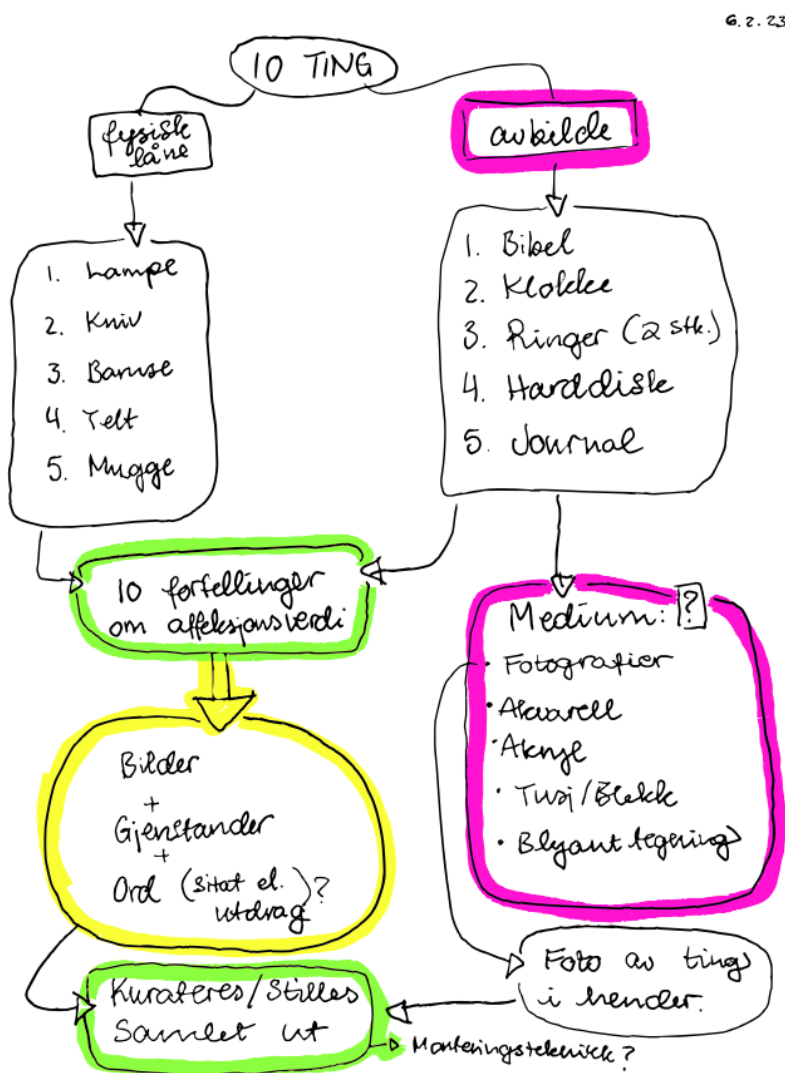 6.2.23
10 TING
fysisk
låne
avbilde
1. Lampe
2. Kniv
3. Bamse
4. Telt
5. Mugge
1. Bibel
2. Klokke
3. Ringer (2 stk.)
4. Harddisk
5. Journal
10 fortellinger
om affeksjonsverdi
Medium: ?
• Fotografier
• Akvarell
• Akryl
• Tusj/Blekk
• Blyant tegning
Bilder
+
Gjenstander
+
Ord (sitat el.
utdrag)?
Foto av ting
i hender.
Kurateres/Stilles
Samlet ut
Monteringsteknikk?